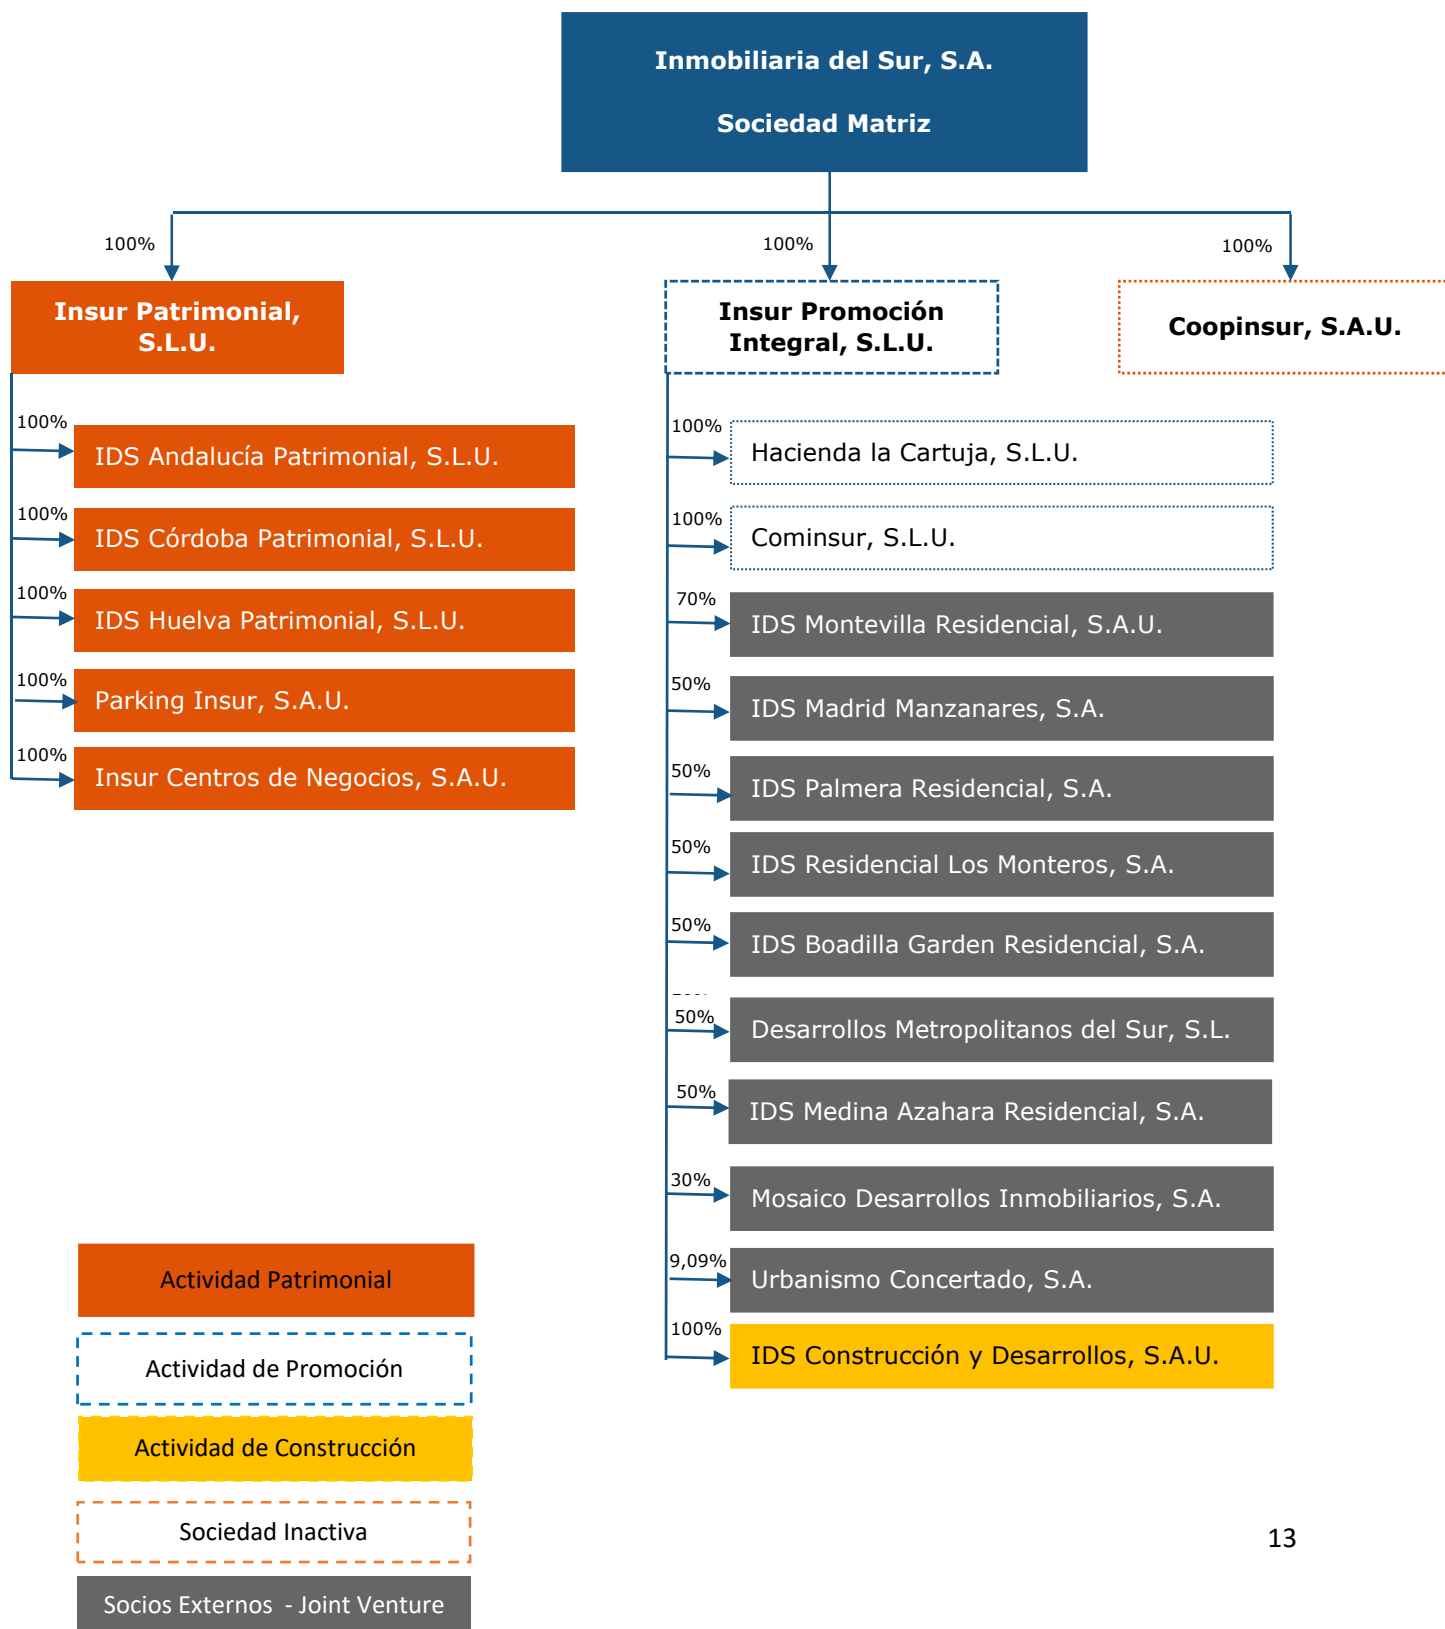 Inmobiliaria del Sur, S.A.
Sociedad Matriz
100%
100%
100%
Insur Patrimonial,
S.L.U.
Insur Promoción
Integral, S.L.U.
Coopinsur, S.A.U.
100%
IDS Andalucía Patrimonial, S.L.U.
100%
IDS Córdoba Patrimonial, S.L.U.
100%
IDS Huelva Patrimonial, S.L.U.
100%
Parking Insur, S.A.U.
100%
Insur Centros de Negocios, S.A.U.
100%
Hacienda la Cartuja, S.L.U.
100%
Cominsur, S.L.U.
70%
IDS Montevilla Residencial, S.A.U.
50%
IDS Madrid Manzanares, S.A.
50%
IDS Palmera Residencial, S.A.
50%
IDS Residencial Los Monteros, S.A.
50%
IDS Boadilla Garden Residencial, S.A.
50%
Desarrollos Metropolitanos del Sur, S.L.
50%
IDS Medina Azahara Residencial, S.A.
30%
Mosaico Desarrollos Inmobiliarios, S.A.
9,09%
Urbanismo Concertado, S.A.
100%
IDS Construcción y Desarrollos, S.A.U.
Actividad Patrimonial
Actividad de Promoción
Actividad de Construcción
Sociedad Inactiva
Socios Externos - Joint Venture
13